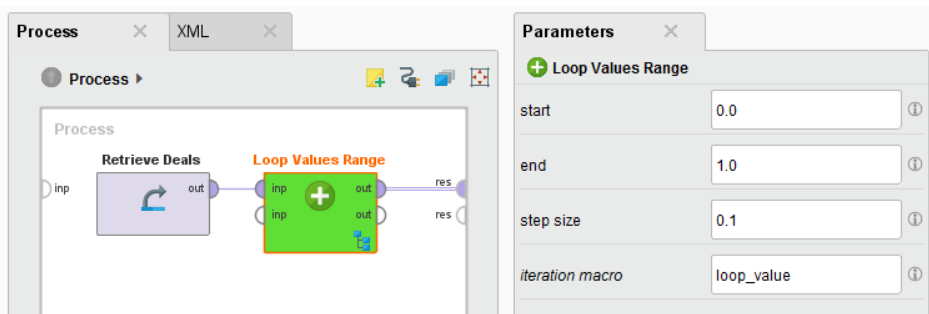 Process XML
Process
Process
Retrieve Deals Loop Values Range
inp out inp out res
inp out res
Parameters
Loop Values Range
start 0.0
end 1.0
step size 0.1
iteration macro loop_value